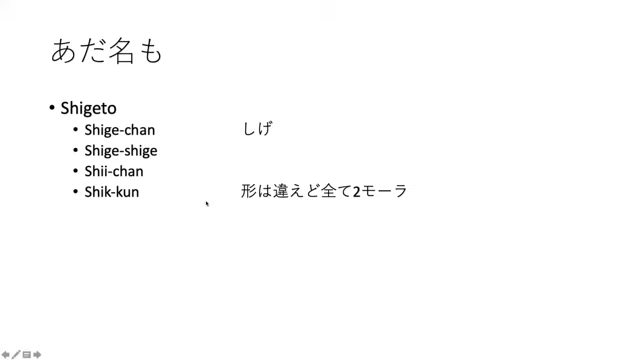 あだ名も
• Shigeto
• Shige-chan しげ
• Shige-shige
• Shii-chan
• Shik-kun 形は違えど全て2モーラ